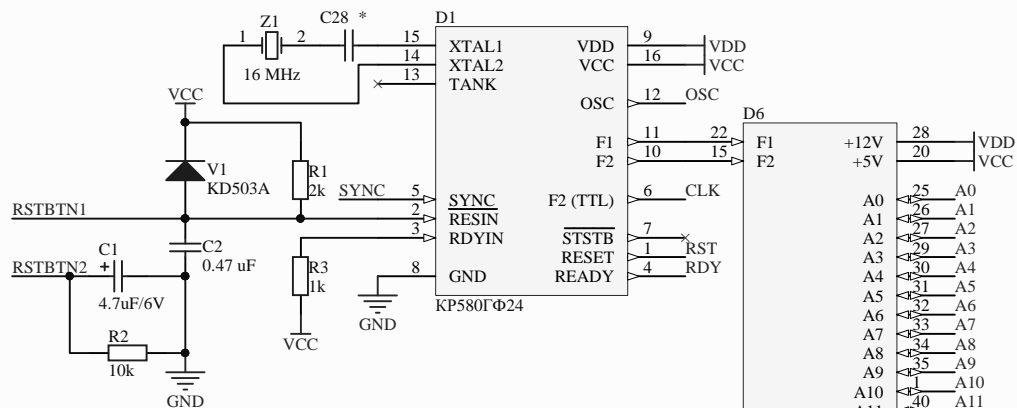 D1
C28 *
Z1
1 2
16 MHz
15 XTAL1
14 XTAL2
13 TANK
VDD 9 VDD
VCC 16 VCC
OSC 12 OSC
F1 11
F2 10
5 SYNC
SYNC
2 RESIN
3 RDYIN
F2 (TTL) 6 CLK
STSTB 7
RESET 1 RST
READY 4 RDY
8 GND
GND
КР580ГФ24
VCC
V1
KD503A
R1
2k
RSTBTN1
C2
0.47 uF
RSTBTN2
C1
+
4.7uF/6V
R2
10k
GND
R3
1k
VCC
D6
22 F1
15 F2
+12V 28 VDD
+5V 20 VCC
A0 25 A0
A1 26 A1
A2 27 A2
A3 29 A3
A4 30 A4
A5 31 A5
A6 32 A6
A7 33 A7
A8 34 A8
A9 35 A9
A10 1 A10
A11 40 A11